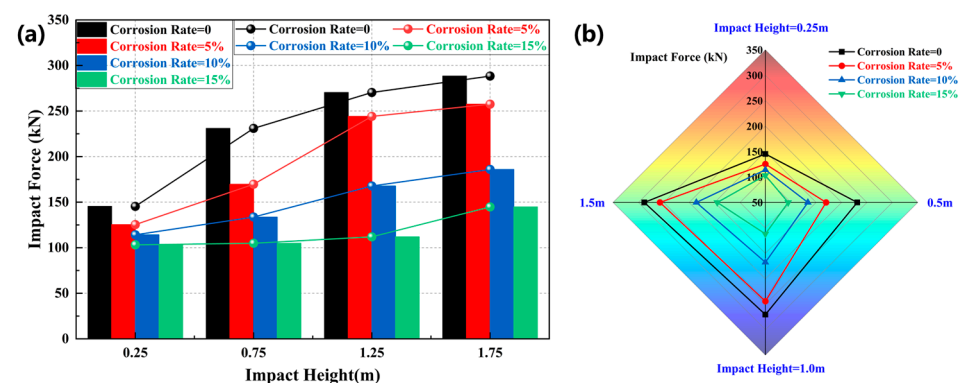 (a)
Corrosion Rate=0
Corrosion Rate=5%
Corrosion Rate=10%
Corrosion Rate=15%
Corrosion Rate=0
Corrosion Rate=5%
Corrosion Rate=10%
Corrosion Rate=15%
350
300
250
200
150
100
50
0
Impact Force (kN)
0.25
0.75
1.25
1.75
Impact Height(m)
(b)
Impact Height=0.25m
Impact Force (kN)
350
350
300
250
200
150
100
50
Corrosion Rate=0
Corrosion Rate=5%
Corrosion Rate=10%
Corrosion Rate=15%
1.5m
0.5m
Impact Height=1.0m